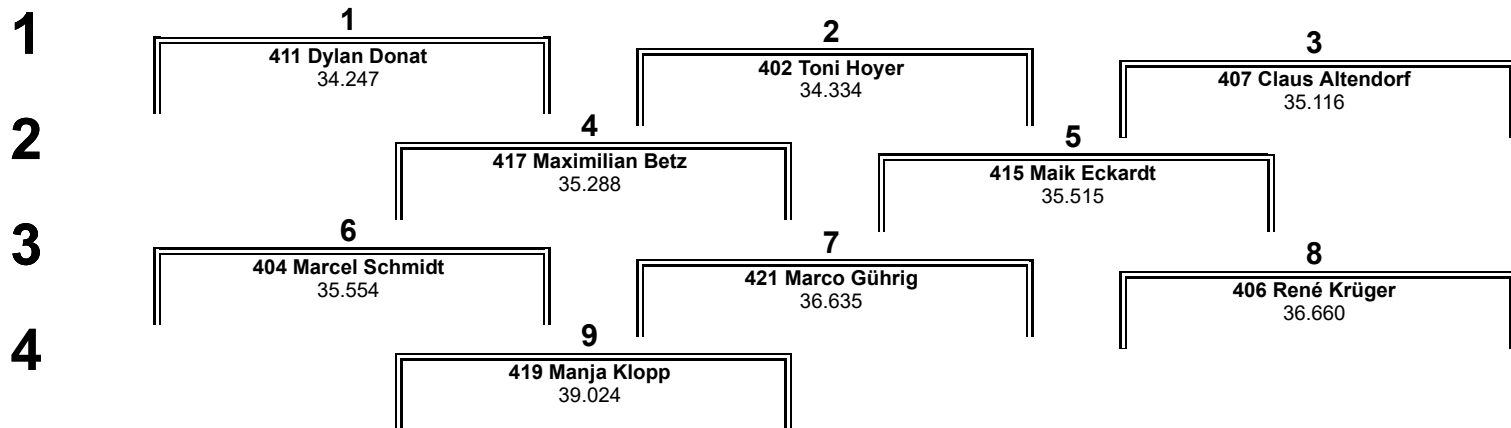 1
1
411 Dylan Donat
34.247
2
402 Toni Hoyer
34.334
3
407 Claus Altendorf
35.116
2
4
417 Maximilian Betz
35.288
5
415 Maik Eckardt
35.515
3
6
404 Marcel Schmidt
35.554
7
421 Marco Gührig
36.635
8
406 René Krüger
36.660
4
9
419 Manja Klopp
39.024